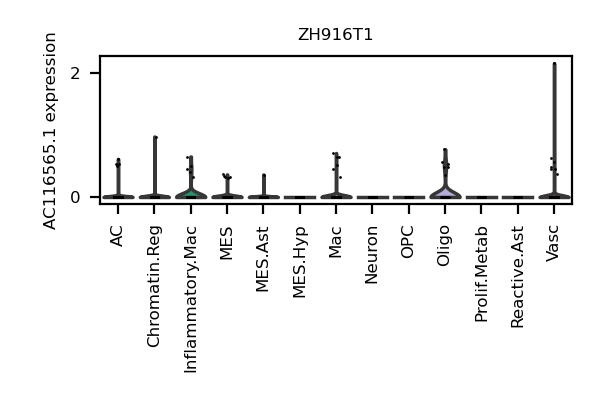 ZH916T1
AC116565.1 expression
2
0
AC
Chromatin.Reg
Inflammatory.Mac
MES
MES.Ast
MES.Hyp
Mac
Neuron
OPC
Oligo
Prolif.Metab
Reactive.Ast
Vasc